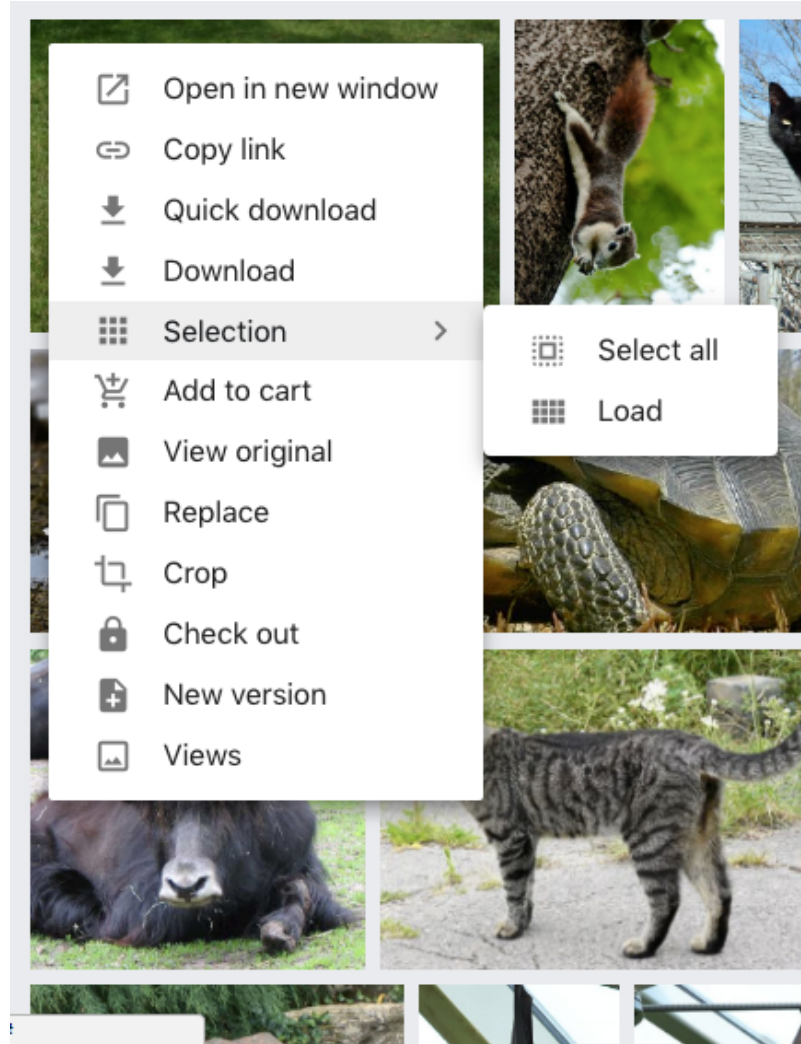 Open in new window
Copy link
Quick download
Download
Selection
Select all
Load
Add to cart
View original
Replace
Crop
Check out
New version
Views